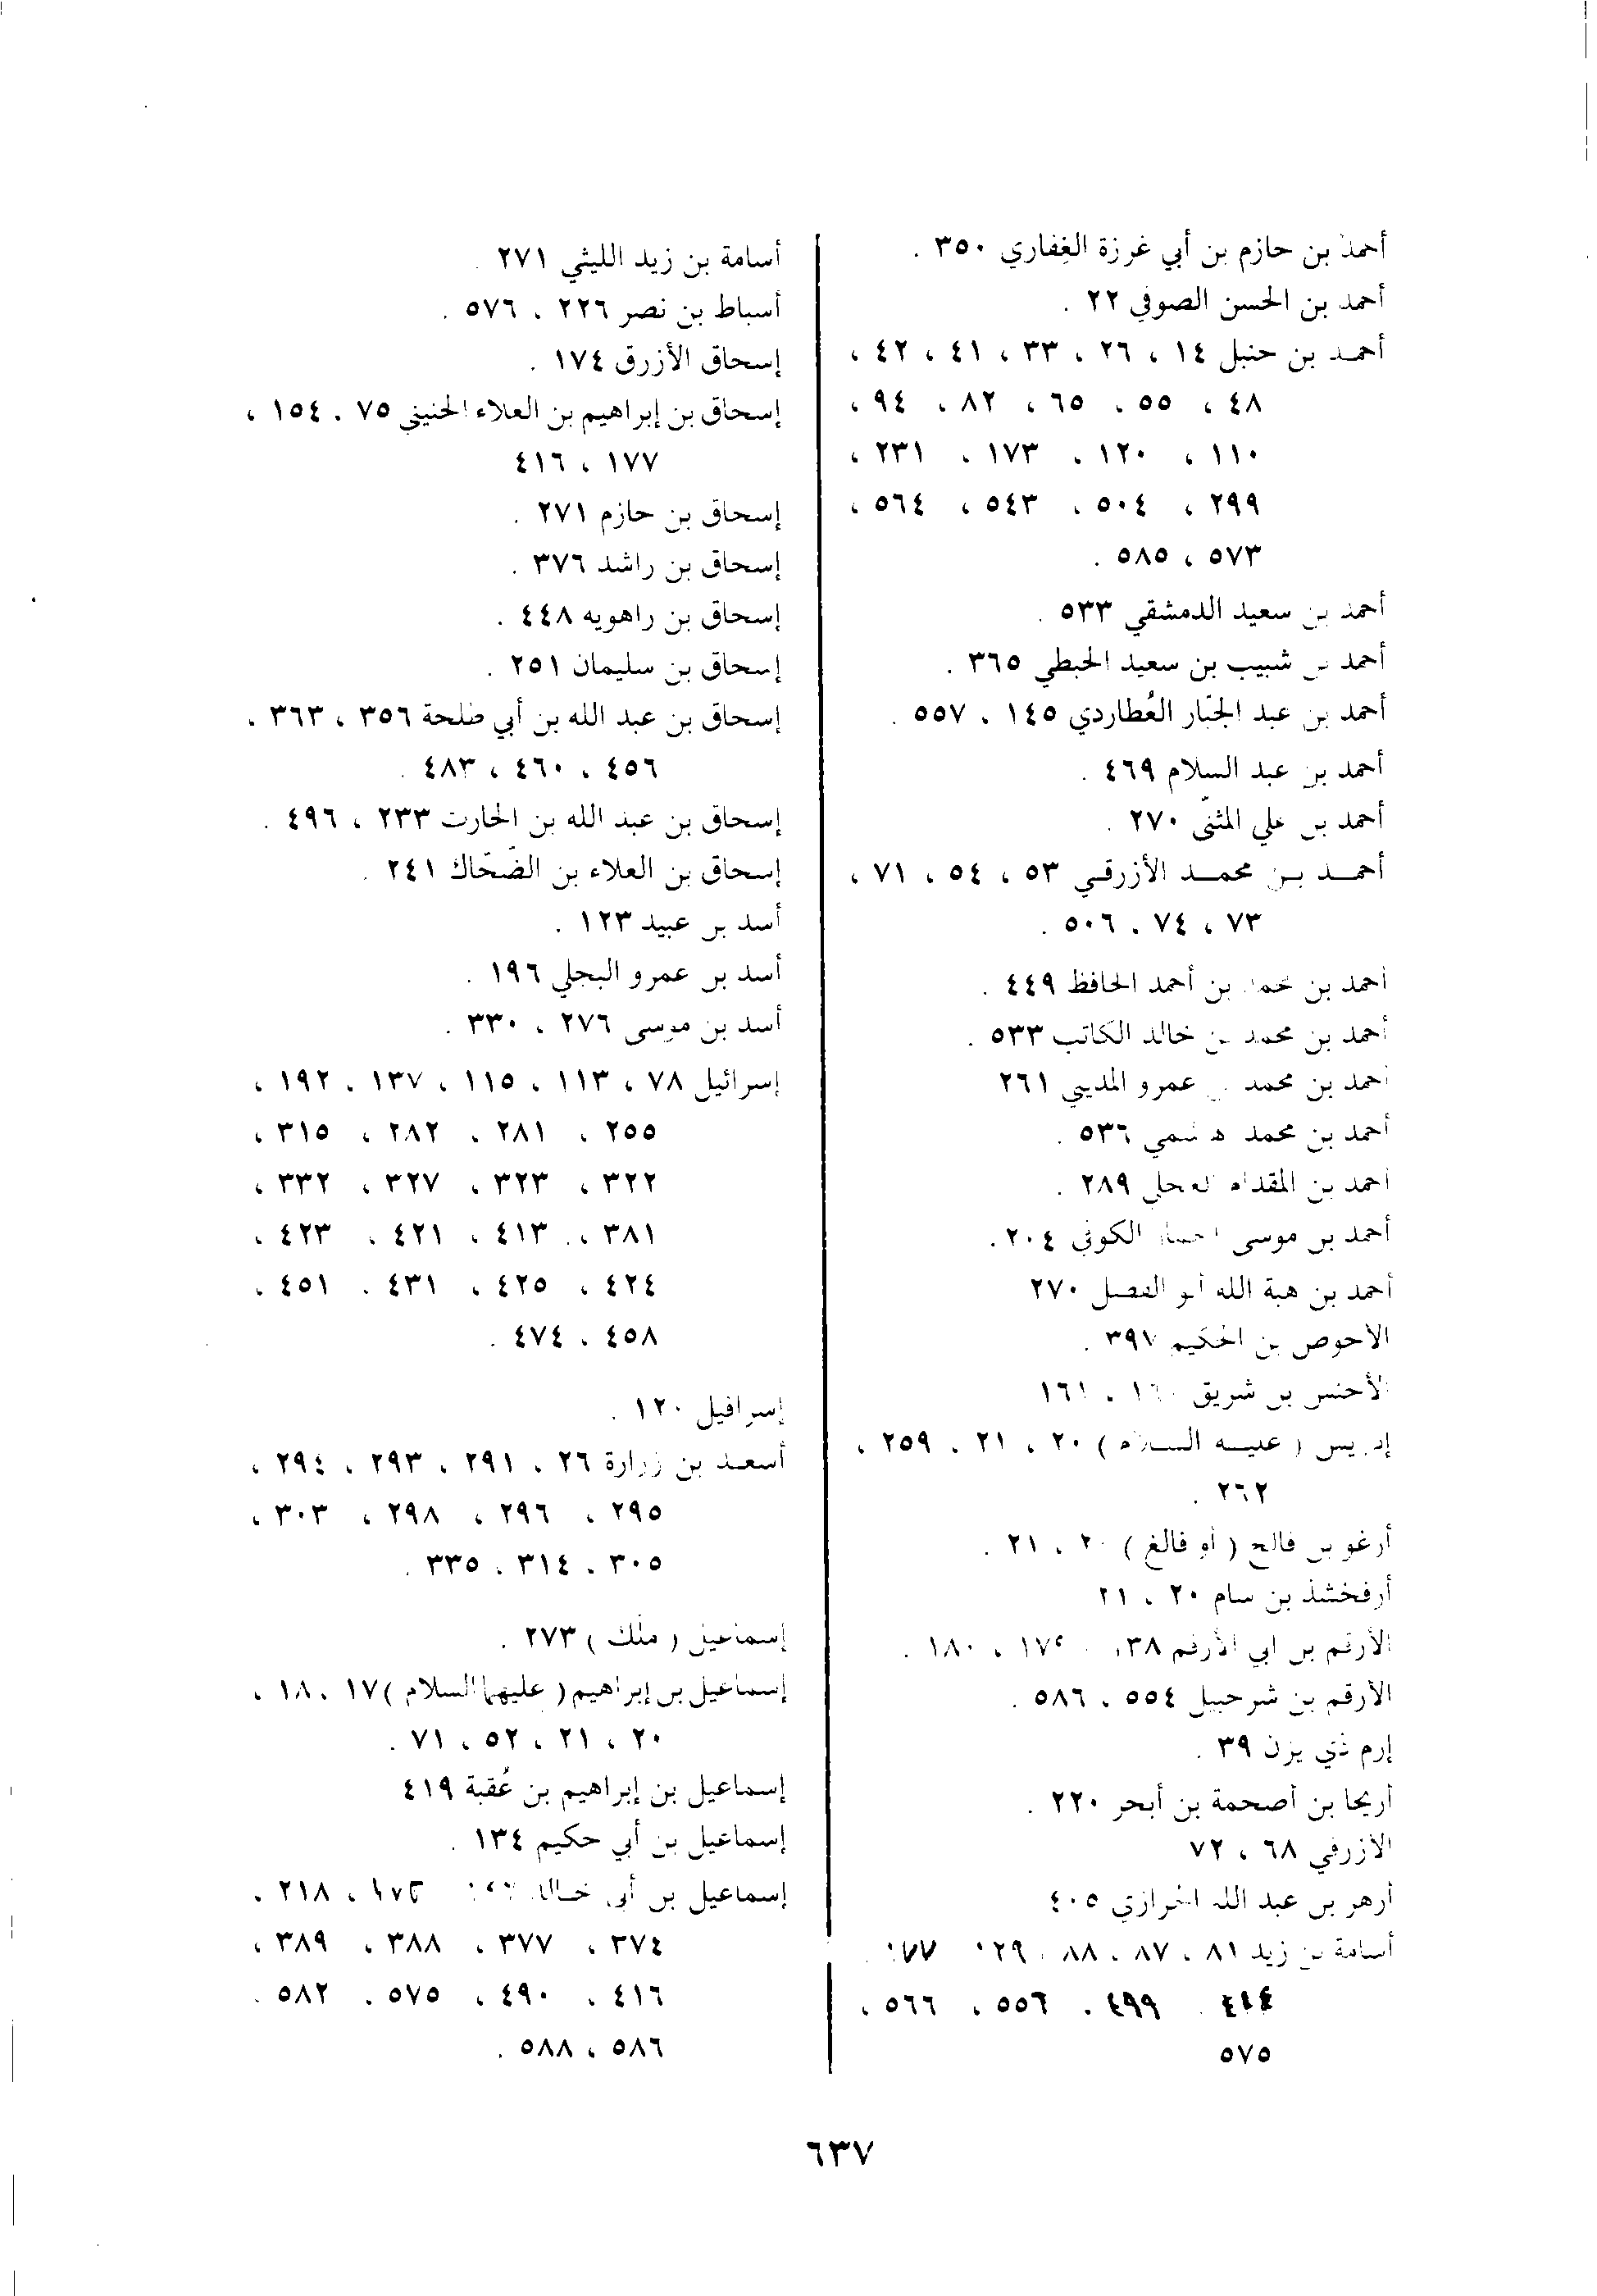 أحمد بن حازم بن أبي غرزة الغِفاري ٣٥٠ .
أحمد بن الحسن الصوفي ٢٢ .
أحمد بن حنبل ١٤ ، ٢٦ ، ٣٣ ، ٤١ ، ٤٢ ،
٤٨ ، ٥٥ ، ٦٥ ، ٨٢ ، ٩٤ ،
١١٠ ، ١٢٠ ، ١٧٣ ، ٢٣١ ،
٢٩٩ ، ٥٠٤ ، ٥٤٣ ، ٥٦٤ ،
٥٧٣ ، ٥٨٥ .
أحمد بن سعيد الدمشقي ٥٣٣ .
أحمد بن شبيب بن سعيد الحبطي ٣٦٥ .
أحمد بن عبد الجبّار العُطاردي ١٤٥ ، ٥٥٧ .
أحمد بن عبد السلام ٤٦٩ .
أحمد بن علي المثنّى ٢٧٠ .
أحمد بن محمد الأزرقي ٥٣ ، ٥٤ ، ٧١ ،
٧٣ ، ٧٤ ، ٥٠٦ .
أحمد بن بن أحمد الحافظ ٤٤٩ .
أحمد بن محمد بن خالد الكاتب ٥٣٣ .
أحمد بن محمد عمرو المديني ٢٦١
أحمد بن محمد ٥٣٦ .
أحمد بن المقدام العجلي ٢٨٩ .
أحمد بن موسى الكوفي ٢٠٤ .
أحمد بن هبة الله أبو الفضل ٢٧٠
الأحوص بن الحكيم ٣٩٧ .
الأخنس بن شريق ١٦٠ ، ١٦١
إدريس ( عليه السلام ) ٢٠ ، ٢١ ، ٢٥٩ ،
٢٦٢ .
أرغو بن فالح ( أو فالغ ) ٢٠ ، ٢١ .
أرفخشذ بن سام ٢٠ ، ٢١
الأرقم بن أبي الأرقم ١٨٠ .
الأرقم بن شرحبيل ٥٥٤ ، ٥٨٦ .
إرم ذي يزن ٣٩ .
أريحا بن أصحمة بن أبحر ٢٢٠ .
الأزرقي ٦٨ ، ٧٢
أزهر بن عبد الله الحرازي ٤٠٥
أسامة بن زيد ٨١ ، ٨٧ ، ٨٨ ،
٤٩٩ ، ٥٥٦ ، ٥٦٦ ،
٥٧٥
أسامة بن زيد الليثي ٢٧١ .
أسباط بن نصر ٢٢٦ ، ٥٧٦ .
إسحاق الأزرق ١٧٤ .
إسحاق بن إبراهيم بن العلاء الحنيني ٧٥ ، ١٥٤ ،
١٧٧ ، ٤١٦
إسحاق بن حازم ٢٧١ .
إسحاق بن راشد ٣٧٦ .
إسحاق بن راهويه ٤٤٨ .
إسحاق بن سليمان ٢٥١ .
إسحاق بن عبد الله بن أبي طلحة ٣٥٦ ، ٣٦٣ ،
٤٥٦ ، ٤٦٠ ، ٤٨٣ .
إسحاق بن عبد الله بن الحارث ٢٣٣ ، ٤٩٦ .
إسحاق بن العلاء بن الضّحّاك ٢٤١ .
أسد بن عبيد ١٢٣ .
أسد بن عمرو البجلي ١٩٦ .
أسد بن موسى ٢٧٦ ، ٣٣٠ .
إسرائيل ٧٨ ، ١١٣ ، ١١٥ ، ١٣٧ ، ١٩٢ ،
٢٥٥ ، ٢٨١ ، ٢٨٢ ، ٣١٥ ،
٣٢٢ ، ٣٢٣ ، ٣٢٧ ، ٣٣٢ ،
٣٨١ ، ٤١٣ ، ٤٢١ ، ٤٢٣ ،
٤٢٤ ، ٤٢٥ ، ٤٣١ ، ٤٥١ ،
٤٥٨ ، ٤٧٤ .
إسرافيل ١٢٠ .
أسعد بن زرارة ٢٦ ، ٢٩١ ، ٢٩٣ ، ٢٩٤ ،
٢٩٥ ، ٢٩٦ ، ٢٩٨ ، ٣٠٣ ،
٣٠٥ ، ٣١٤ ، ٣٣٥ .
إسماعيل ( ملك ) ٢٧٣ .
إسماعيل بن إبراهيم ( عليهما السلام ) ١٧ ، ١٨ ،
٢٠ ، ٢١ ، ٥٢ ، ٧١ .
إسماعيل بن إبراهيم بن عُقبة ٤١٩
إسماعيل بن أبي حكيم ١٣٤ .
إسماعيل بن أبي خالد ٢١٨ ،
٣٧٤ ، ٣٧٧ ، ٣٨٨ ، ٣٨٩ ،
٤١٦ ، ٤٩٠ ، ٥٧٥ ، ٥٨٢ ،
٥٨٦ ، ٥٨٨ .
٦٣٧